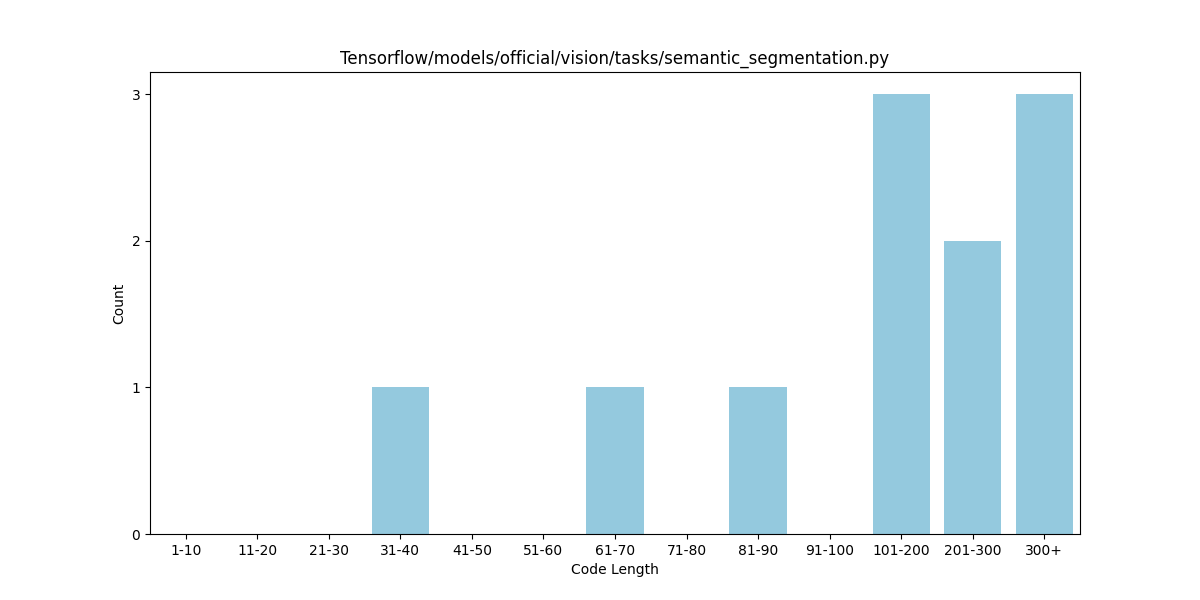 Tensorflow/models/official/vision/tasks/semantic_segmentation.py
3
2
1
0
Count
1-10 11-20 21-30 31-40 41-50 51-60 61-70 71-80 81-90 91-100 101-200 201-300 300+
Code Length